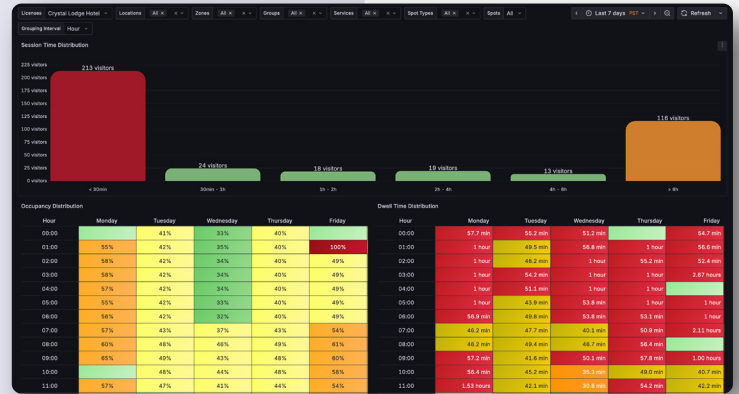 Licenses Crystal Lodge Hotel Locations All × Zones All × Groups All × Services All × Spot Types All × Spots All Last 7 days PST Refresh
Grouping Interval Hour
Session Time Distribution
225 visitors
200 visitors
175 visitors
150 visitors
125 visitors
100 visitors
75 visitors
50 visitors
25 visitors
0 visitors
213 visitors
24 visitors
18 visitors
19 visitors
13 visitors
116 visitors
< 30min 30min - 1h 1h - 2h 2h - 4h 4h - 8h > 8h
Occupancy Distribution
Hour Monday Tuesday Wednesday Thursday Friday
00:00 41% 33% 40%
01:00 55% 42% 35% 40% 100%
02:00 56% 42% 34% 40% 49%
03:00 58% 42% 34% 40% 49%
04:00 57% 42% 34% 40% 49%
05:00 55% 42% 33% 40% 49%
06:00 56% 42% 32% 40% 49%
07:00 57% 43% 37% 43% 54%
08:00 60% 46% 46% 49% 61%
09:00 65% 49% 43% 48% 60%
10:00 48% 44% 48% 58%
11:00 57% 47% 41% 44% 54%
Dwell Time Distribution
Hour Monday Tuesday Wednesday Thursday Friday
00:00 57.7 min 55.2 min 51.2 min 54.7 min
01:00 1 hour 49.5 min 56.8 min 1 hour 56.6 min
02:00 1 hour 48.2 min 1 hour 55.2 min 52.4 min
03:00 1 hour 54.2 min 1 hour 1 hour 2.67 hours
04:00 1 hour 51.1 min 1 hour 1 hour
05:00 1 hour 43.9 min 53.8 min 1 hour 1 hour
06:00 56.9 min 49.8 min 53.8 min 53.1 min 1 hour
07:00 46.2 min 47.7 min 40.1 min 50.9 min 2.11 hours
08:00 46.2 min 49.4 min 46.7 min 56.4 min
09:00 57.2 min 41.6 min 50.1 min 57.8 min 1.00 hours
10:00 56.4 min 45.2 min 35.3 min 49.0 min 40.7 min
11:00 1.53 hours 42.1 min 30.8 min 54.2 min 42.2 min